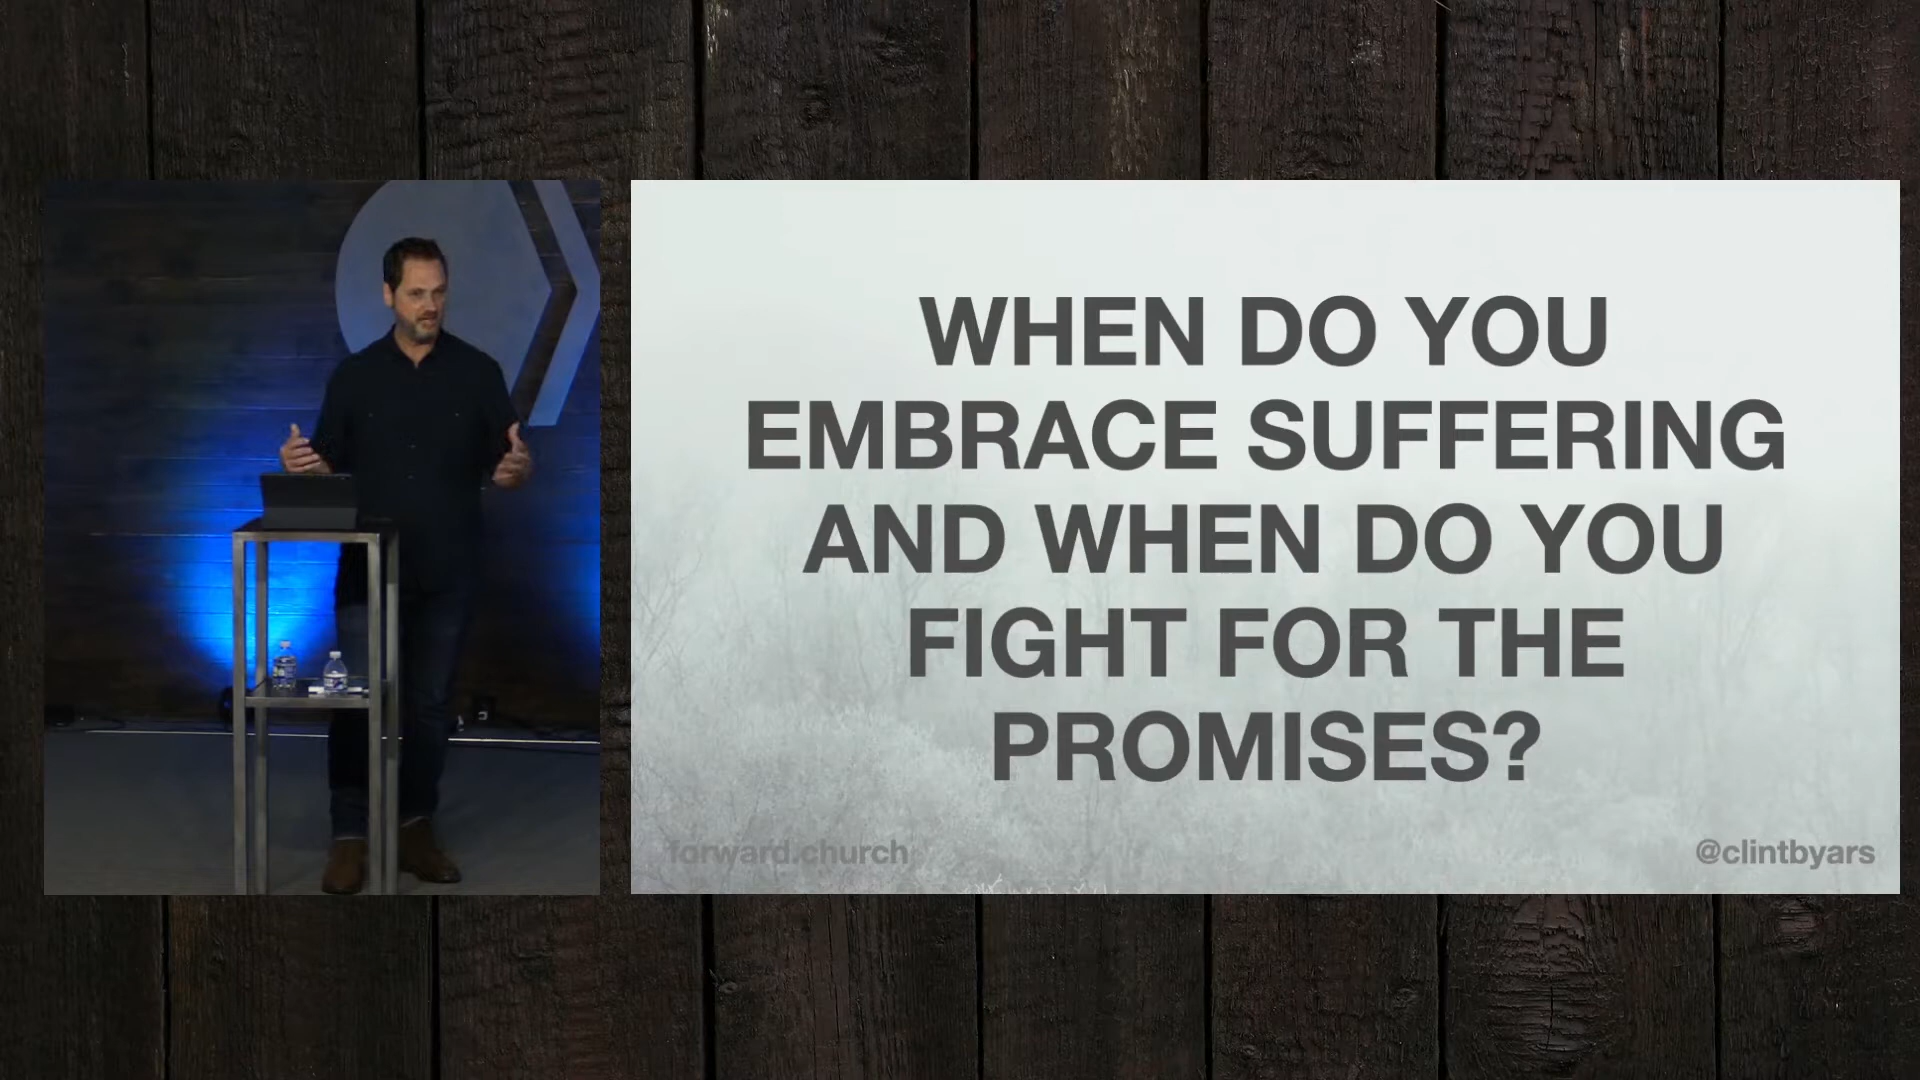 WHEN DO YOU
EMBRACE SUFFERING
AND WHEN DO YOU
FIGHT FOR THE
PROMISES?
forward.church
@clintbyars